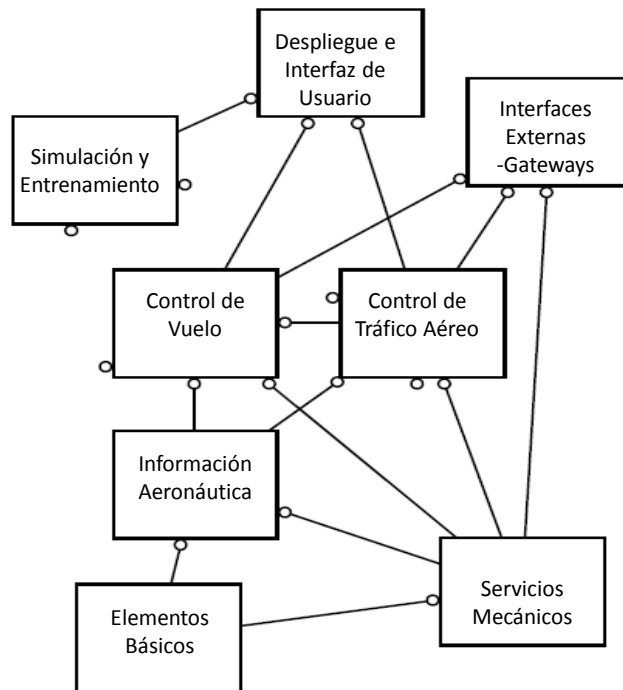 Despliegue e
Interfaz de
Usuario
Interfaces
Externas
-Gateways
Simulación y
Entrenamiento
Control de
Vuelo
Control de
Tráfico Aéreo
Información
Aeronáutica
Servicios
Mecánicos
Elementos
Básicos